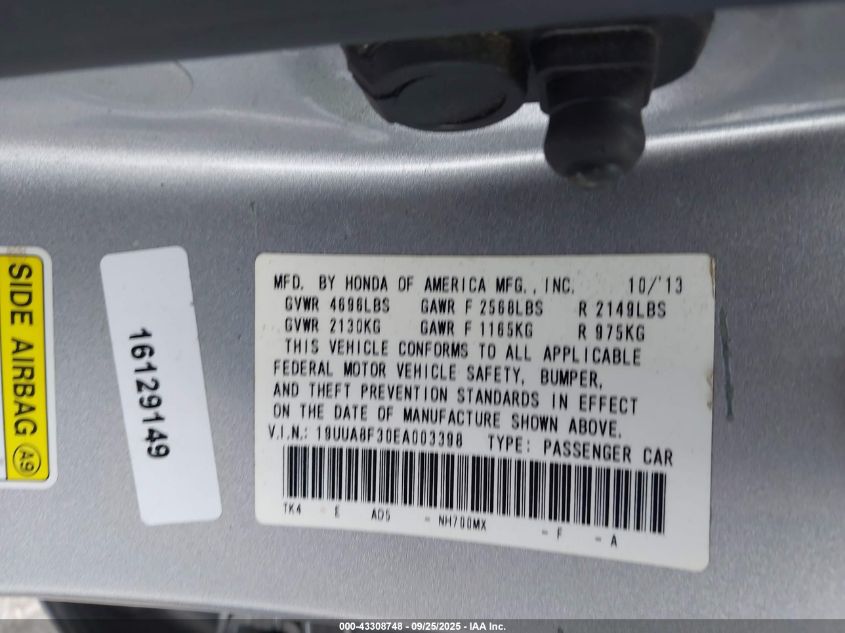 MFD. BY HONDA OF AMERICA MFG., INC. 10/'13
GVWR 4696LBS GAWR F 2568LBS R 2149LBS
GVWR 2130KG GAWR F 1165KG R 975KG
THIS VEHICLE CONFORMS TO ALL APPLICABLE
FEDERAL MOTOR VEHICLE SAFETY, BUMPER,
AND THEFT PREVENTION STANDARDS IN EFFECT
ON THE DATE OF MANUFACTURE SHOWN ABOVE.
V.I.N.: 19UUA8F30EA003398 TYPE: PASSENGER CAR
TK4 E AD5 - NH700MX - F - A
SIDE AIRBAG A9
16129149
000-43308748 - 09/25/2025 - IAA Inc.